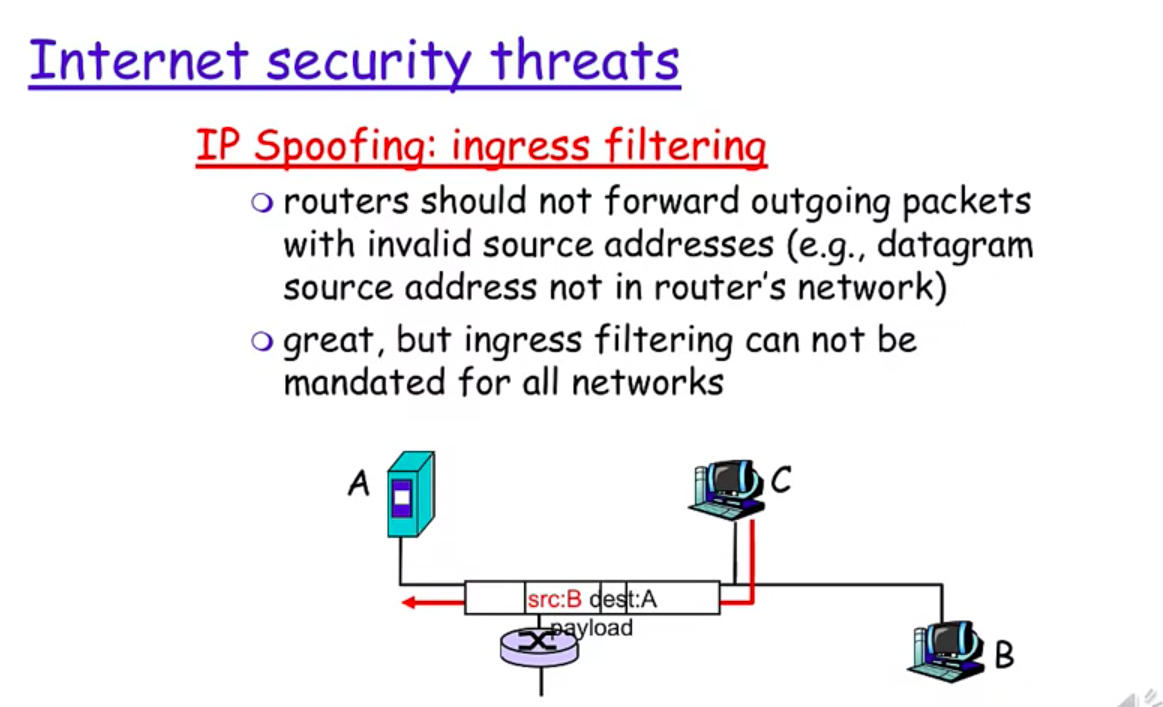 Internet security threats
IP Spoofing: ingress filtering
routers should not forward outgoing packets
with invalid source addresses (e.g., datagram
source address not in router's network)
great, but ingress filtering can not be
mandated for all networks
A
C
src:B dest:A
payload
B